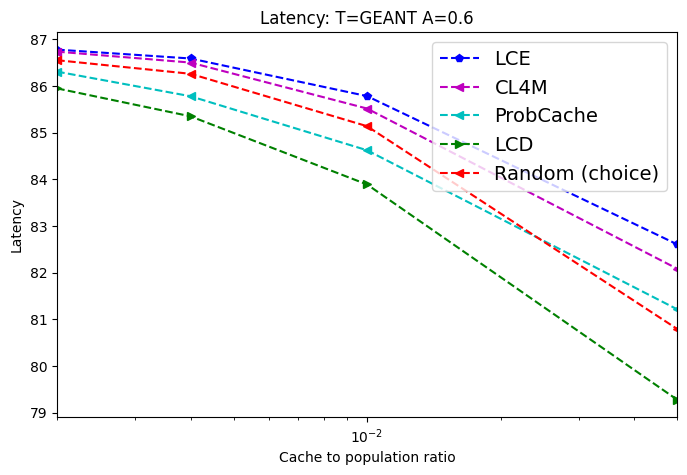 Latency: T=GEANT A=0.6
87
86
85
84
83
82
81
80
79
Latency
LCE
CL4M
ProbCache
LCD
Random (choice)
10⁻²
Cache to population ratio